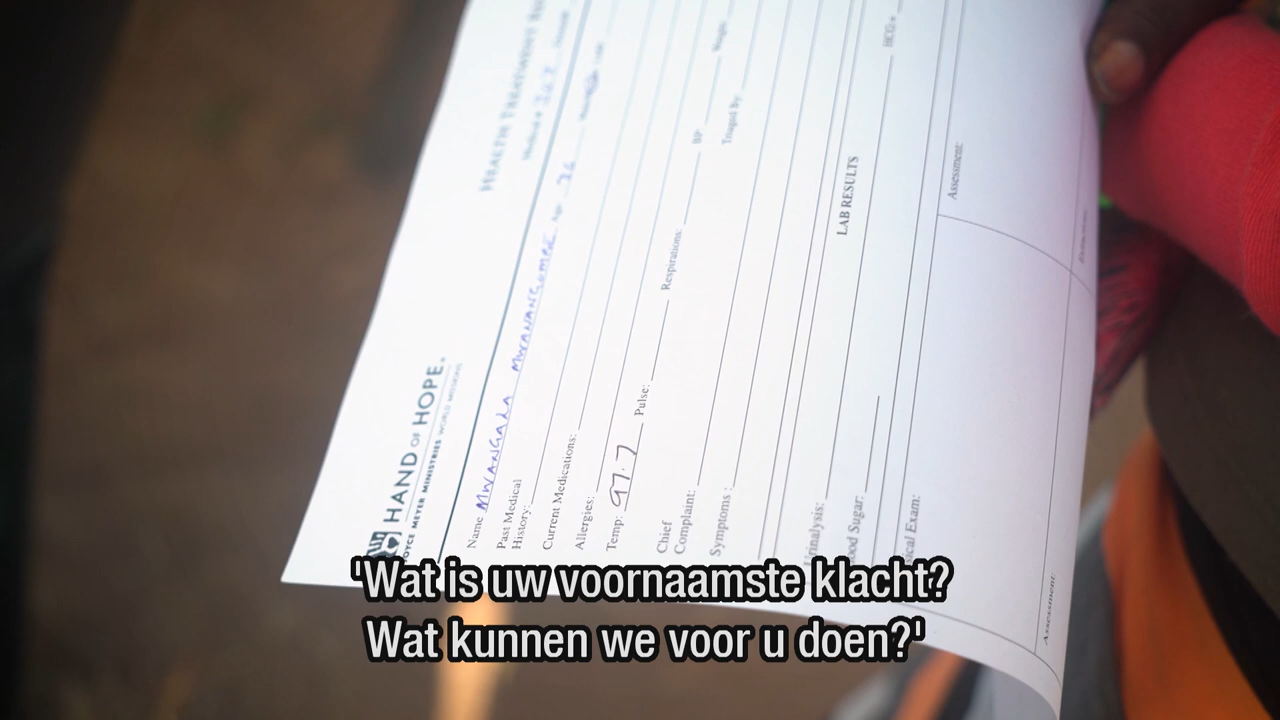 HAND OF HOPE
JOYCE MEYER MINISTRIES WORLD MISSIONS
HEALTH TREATMENT
Name MWANGALA
Past Medical
History:
Current Medications:
Allergies:
Temp: 97.7 Pulse: Respirations: BP
Chief
Complaint:
Triaged by:
Symptoms:
LAB RESULTS
Urinalysis: HCG+
Blood Sugar:
Physical Exam:
Assessment:
Assessment:
'Wat is uw voornaamste klacht?
Wat kunnen we voor u doen?'